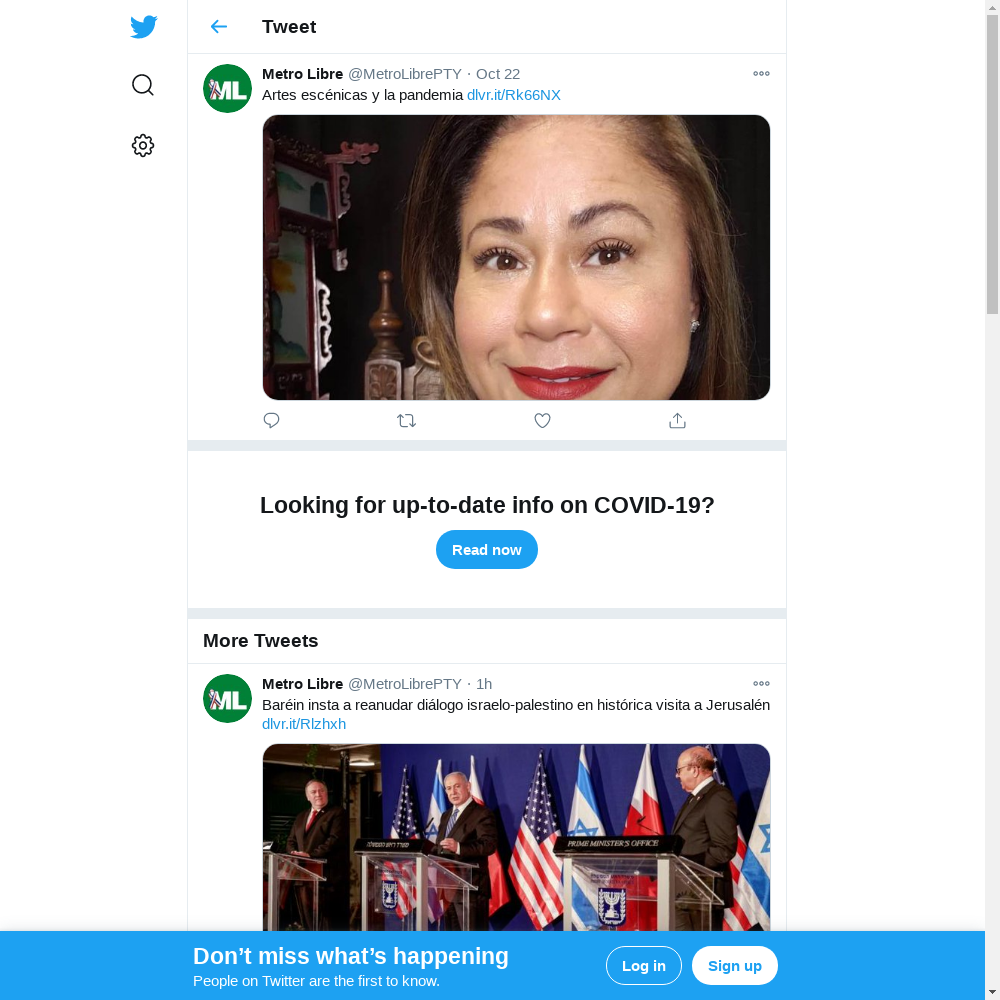 Tweet
ML
Metro Libre @MetroLibrePTY · Oct 22
Artes escénicas y la pandemia dlvr.it/Rk66NX
Looking for up-to-date info on COVID-19?
Read now
More Tweets
ML
Metro Libre @MetroLibrePTY · 1h
Baréin insta a reanudar diálogo israelo-palestino en histórica visita a Jerusalén
dlvr.it/Rlzhxh
משרד ראש הממשלה
PRIME MINISTER'S OFFICE
Don’t miss what’s happening
People on Twitter are the first to know.
Log in
Sign up